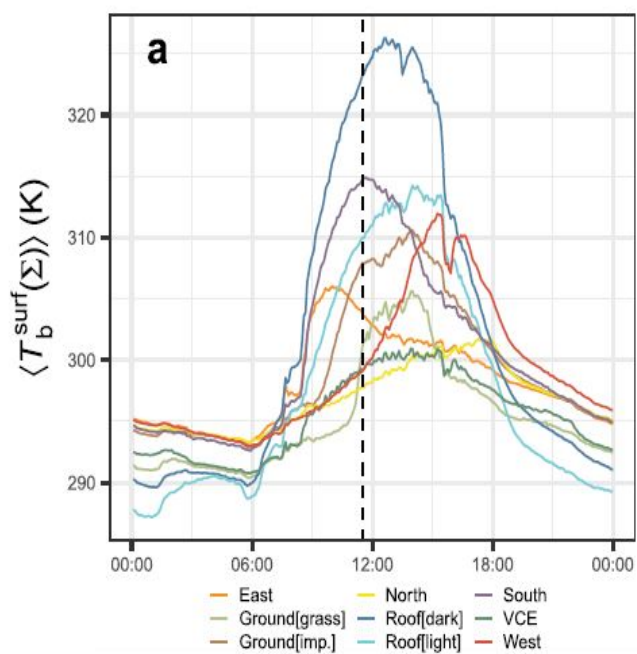 a
320
310
300
290
⟨T_b^surf(Σ)⟩ (K)
00:00 06:00 12:00 18:00 00:00
East North South
Ground[grass] Roof[dark] VCE
Ground[imp.] Roof[light] West